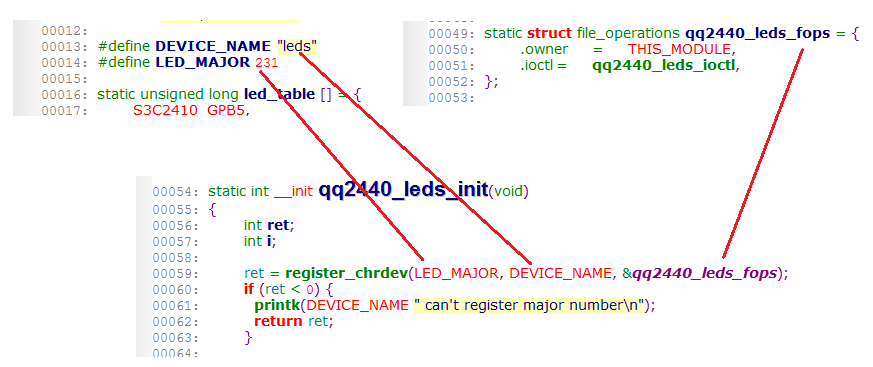 00012:
00013: #define DEVICE_NAME "leds"
00014: #define LED_MAJOR 231
00015:
00016: static unsigned long led_table [] = {
00017: S3C2410_GPB5,
00049: static struct file_operations qq2440_leds_fops = {
00050: .owner = THIS_MODULE,
00051: .ioctl = qq2440_leds_ioctl,
00052: };
00053:
00054: static int __init qq2440_leds_init(void)
00055: {
00056: int ret;
00057: int i;
00058:
00059: ret = register_chrdev(LED_MAJOR, DEVICE_NAME, &qq2440_leds_fops);
00060: if (ret < 0) {
00061: printk(DEVICE_NAME " can't register major number\n");
00062: return ret;
00063: }
00064: